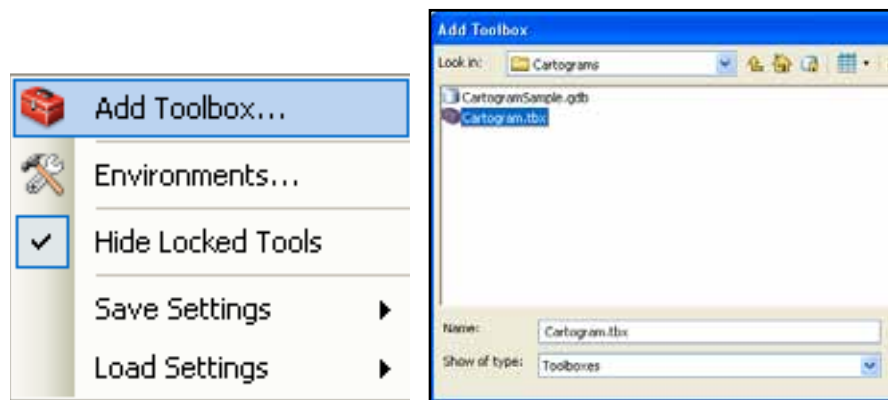 Add Toolbox...
Environments...
Hide Locked Tools
Save Settings
Load Settings
Add Toolbox
Look in: Cartograms
CartogramSample.gdb
Cartogram.tbx
Name: Cartogram.tbx
Show of type: Toolboxes